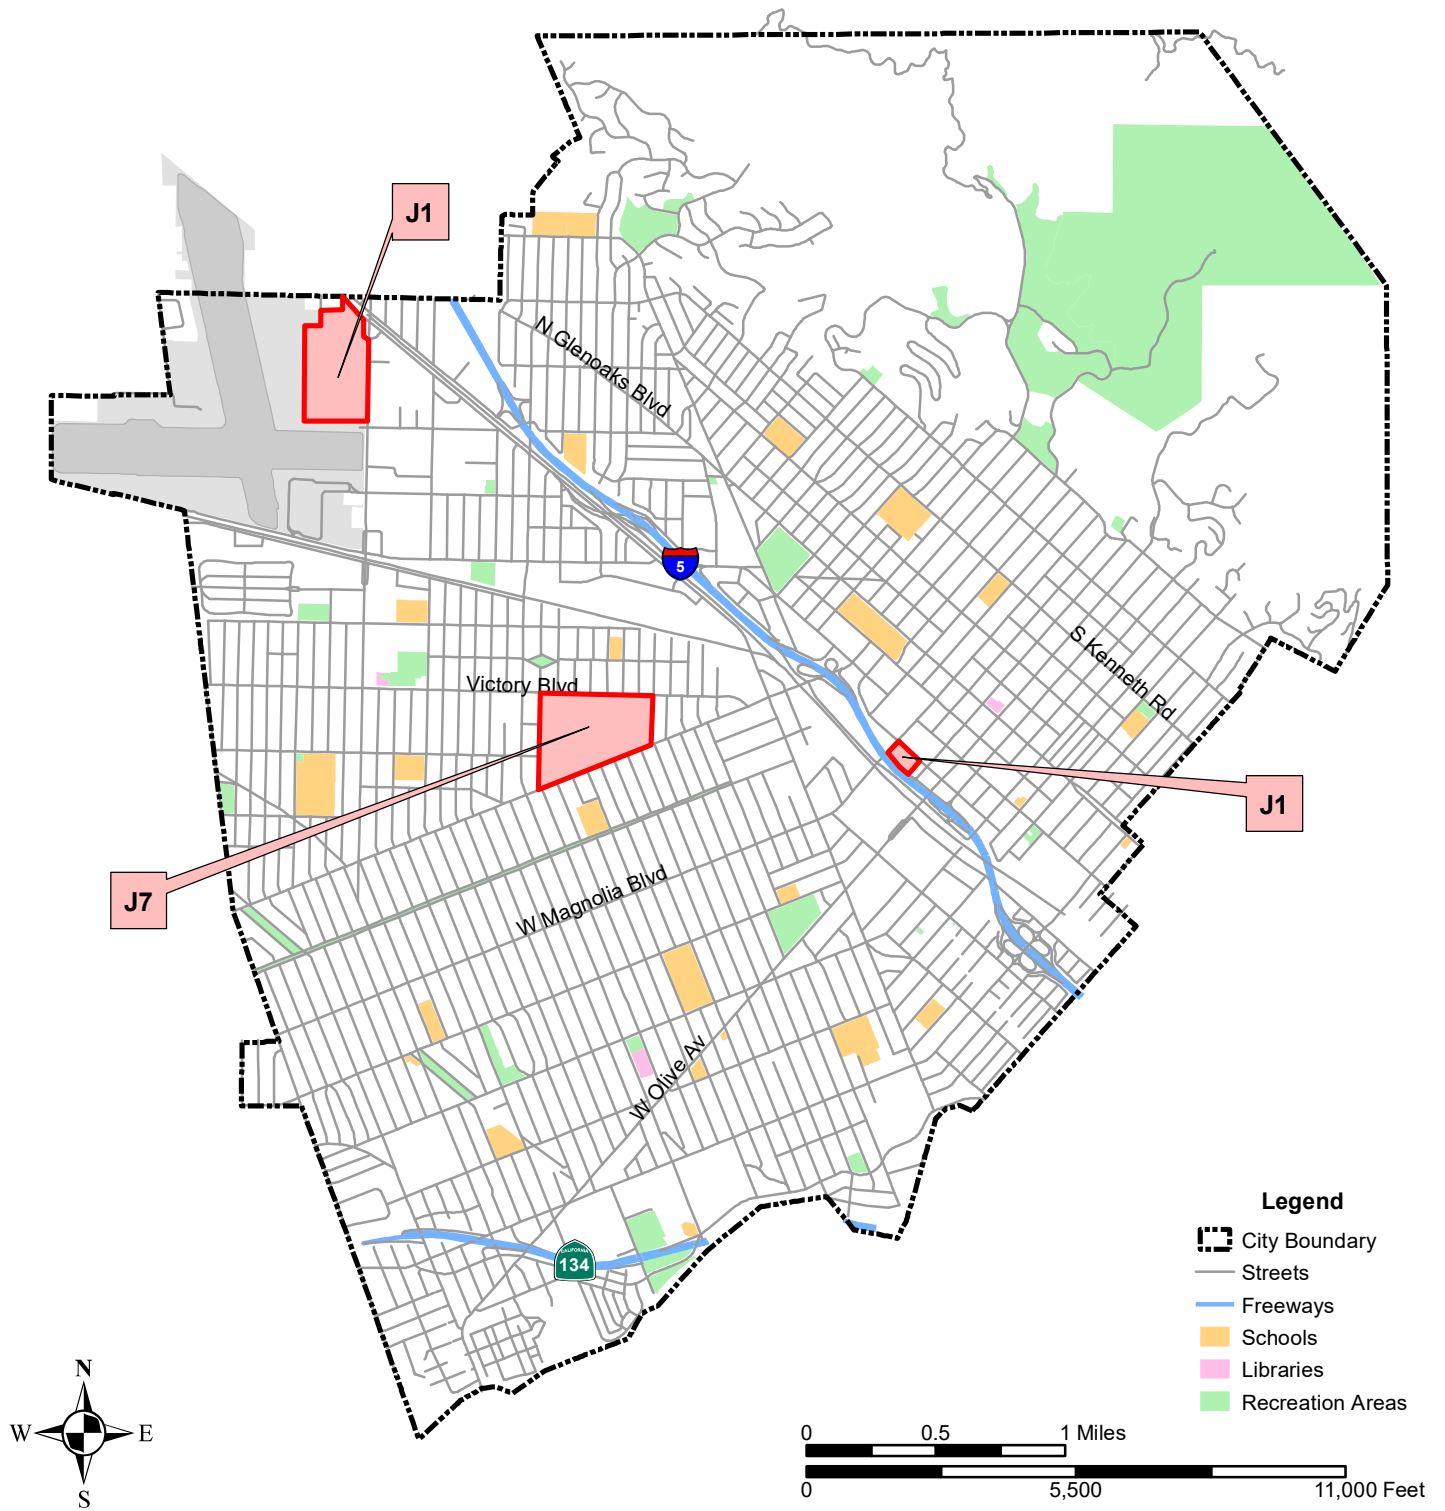 J1
N Glenoaks Blvd
5
S Kenneth Rd
Victory Blvd
J1
J7
W Magnolia Blvd
W Olive Av
CALIFORNIA
134
Legend
City Boundary
Streets
Freeways
Schools
Libraries
Recreation Areas
N
W E
S
0 0.5 1 Miles
0 5,500 11,000 Feet